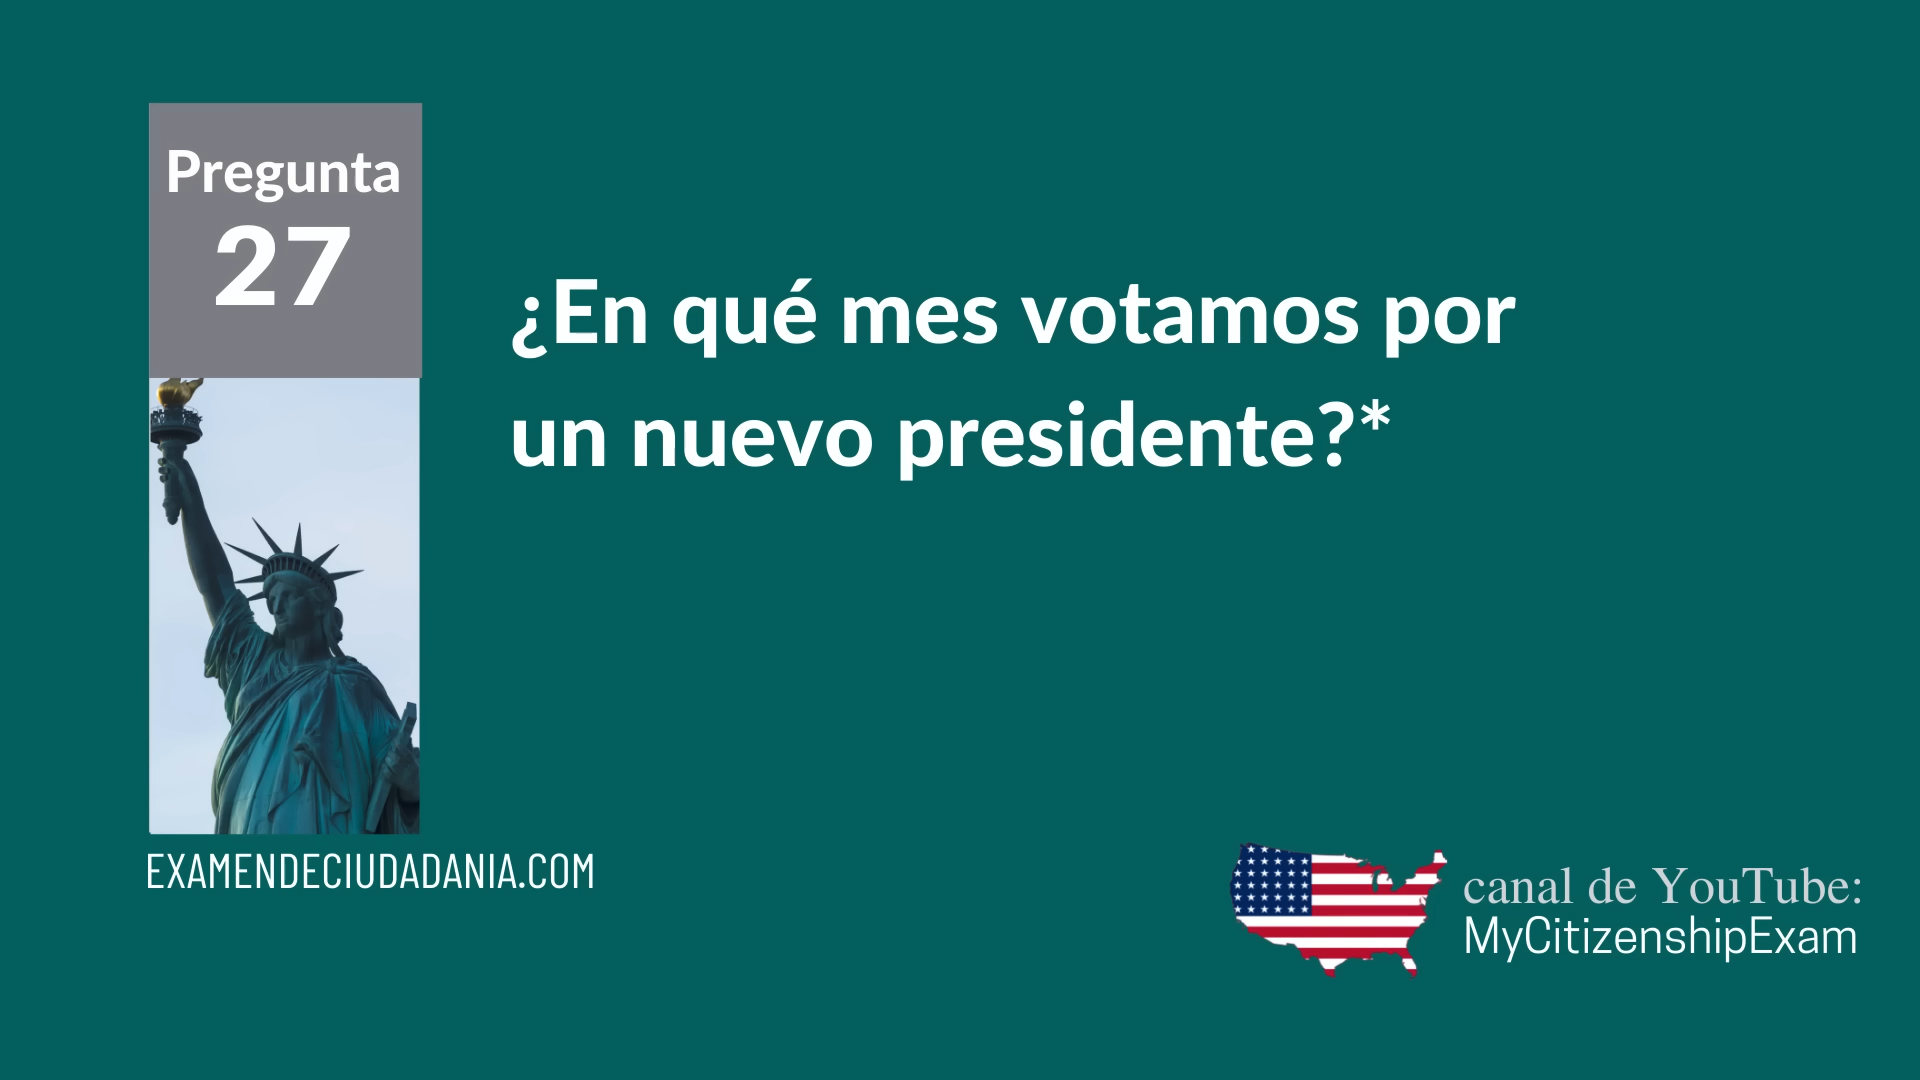 Pregunta
27
¿En qué mes votamos por
un nuevo presidente?*
EXAMENDECIUDADANIA.COM
canal de YouTube:
MyCitizenshipExam